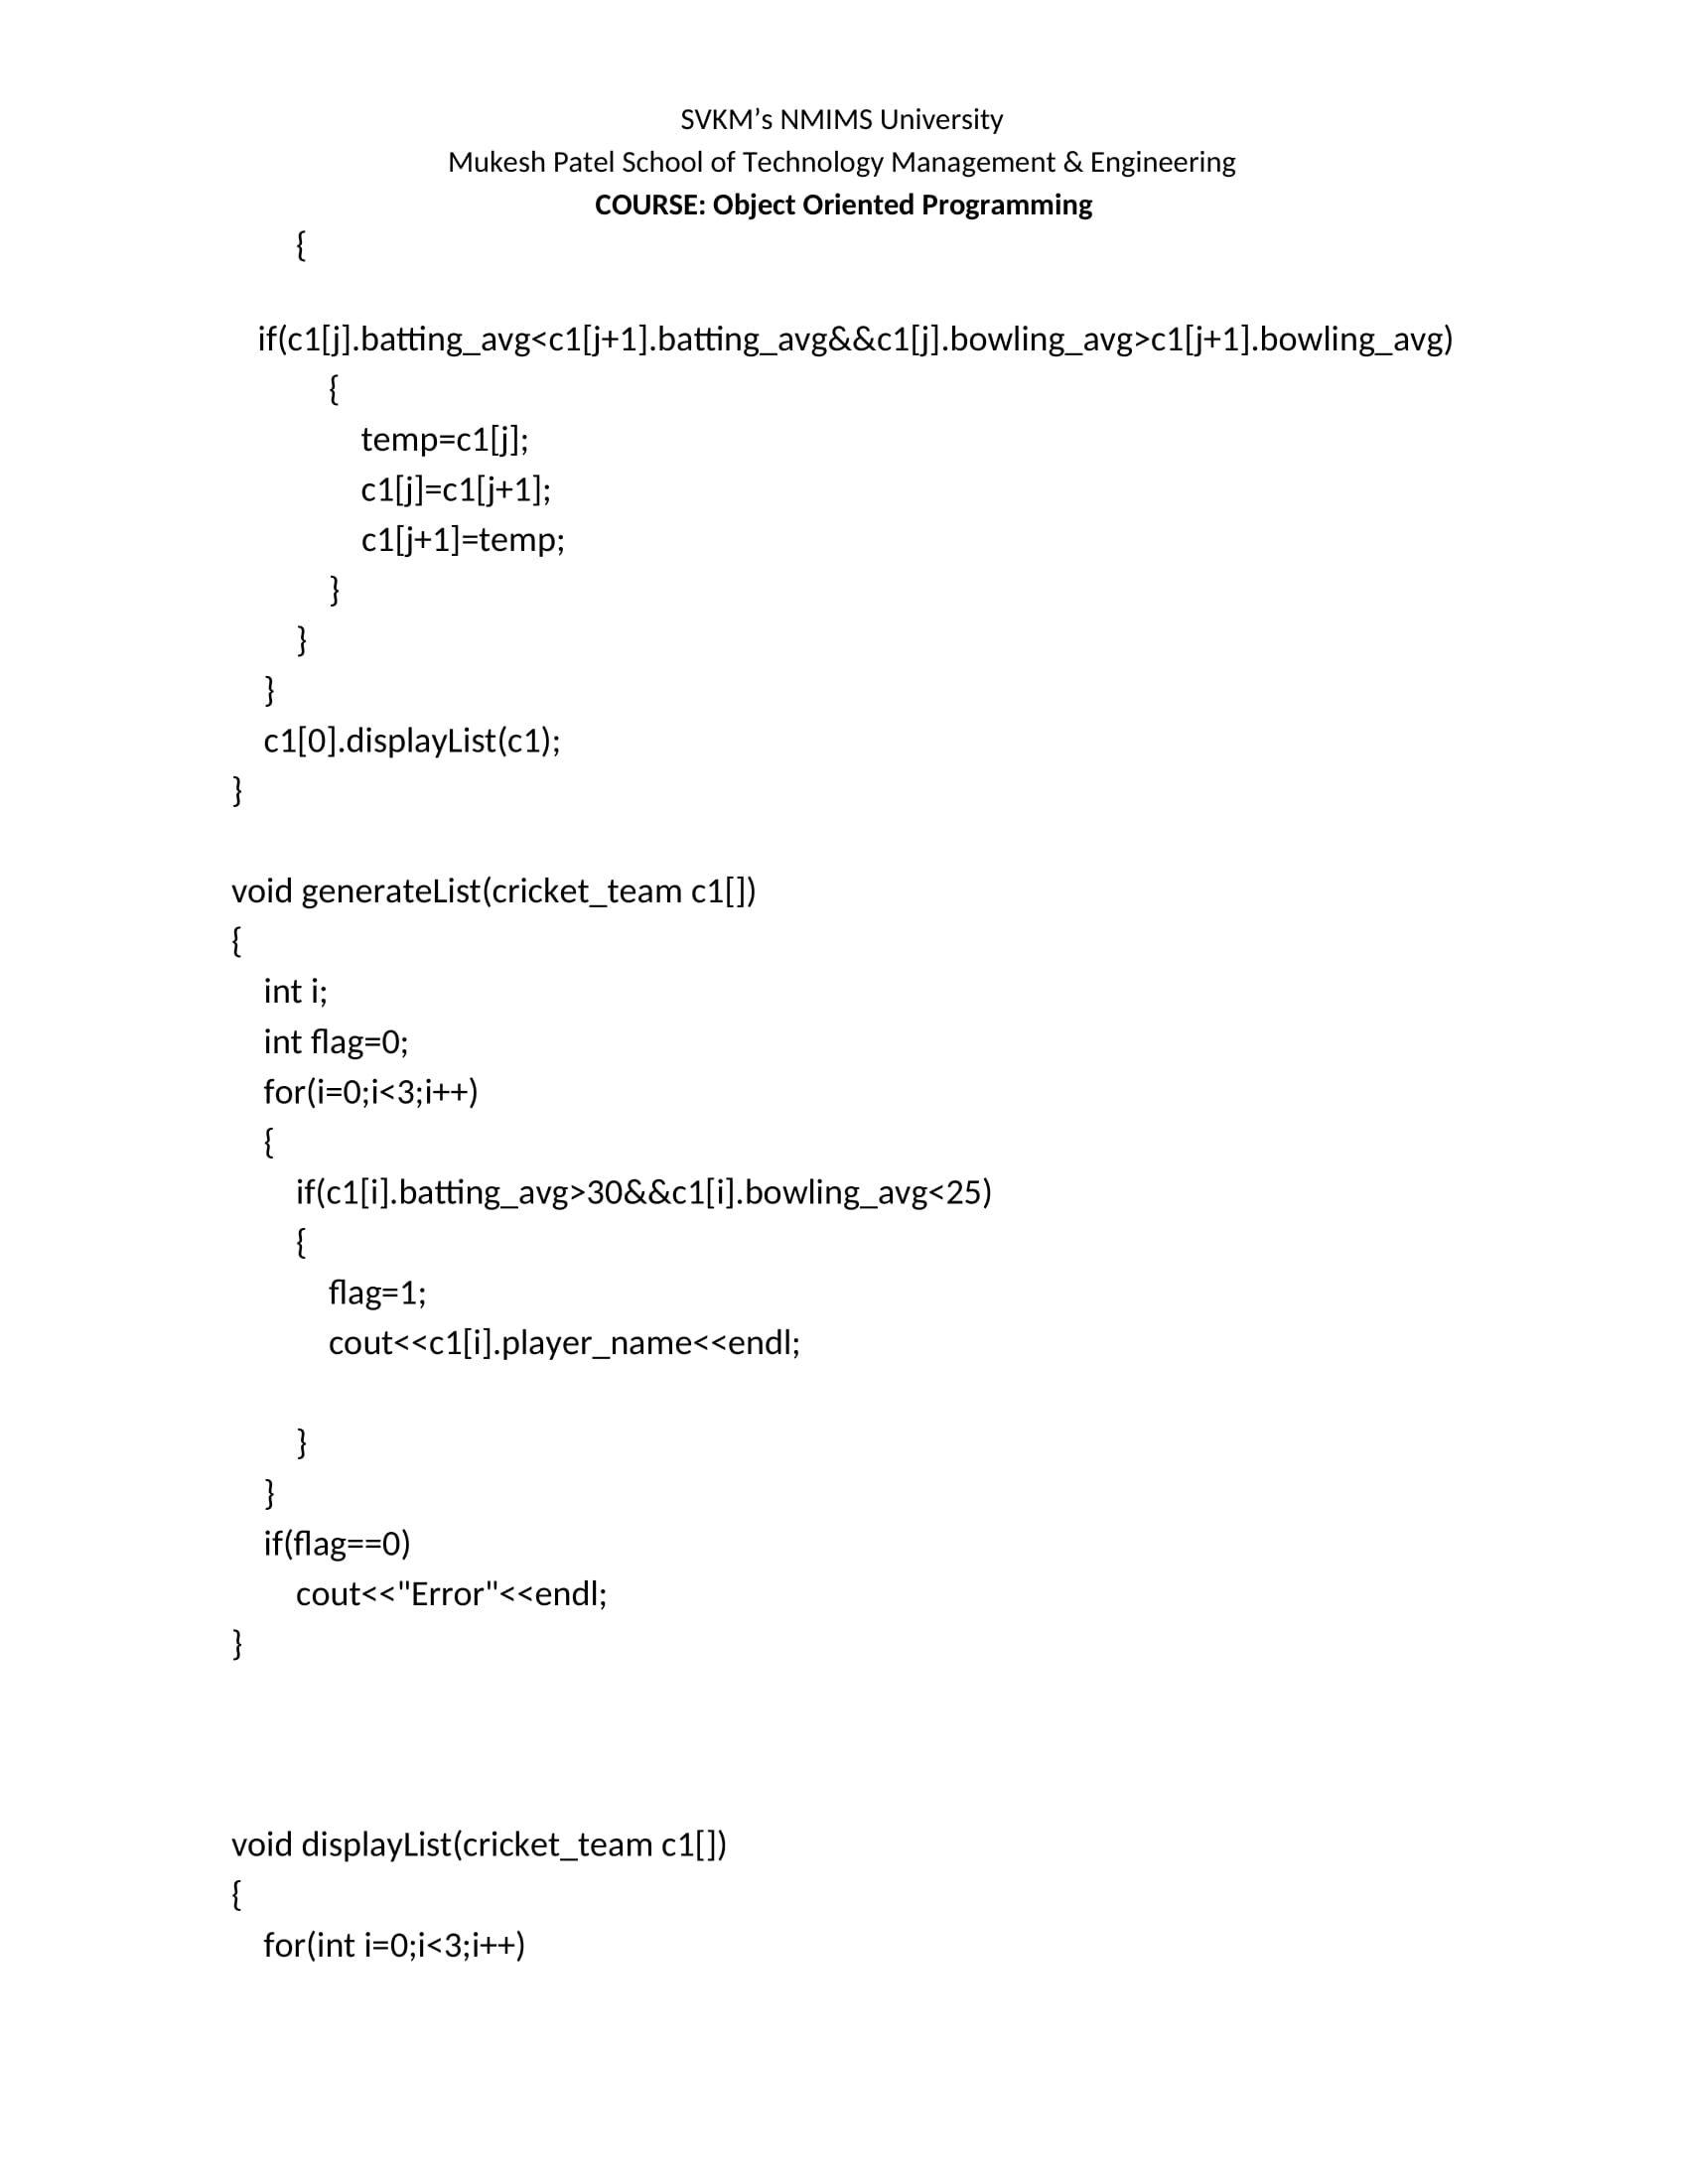 SVKM’s NMIMS University
Mukesh Patel School of Technology Management & Engineering
COURSE: Object Oriented Programming
{
if(c1[j].batting_avg<c1[j+1].batting_avg&&c1[j].bowling_avg>c1[j+1].bowling_avg)
{
temp=c1[j];
c1[j]=c1[j+1];
c1[j+1]=temp;
}
}
}
c1[0].displayList(c1);
}
void generateList(cricket_team c1[])
{
int i;
int flag=0;
for(i=0;i<3;i++)
{
if(c1[i].batting_avg>30&&c1[i].bowling_avg<25)
{
flag=1;
cout<<c1[i].player_name<<endl;
}
}
if(flag==0)
cout<<"Error"<<endl;
}
void displayList(cricket_team c1[])
{
for(int i=0;i<3;i++)